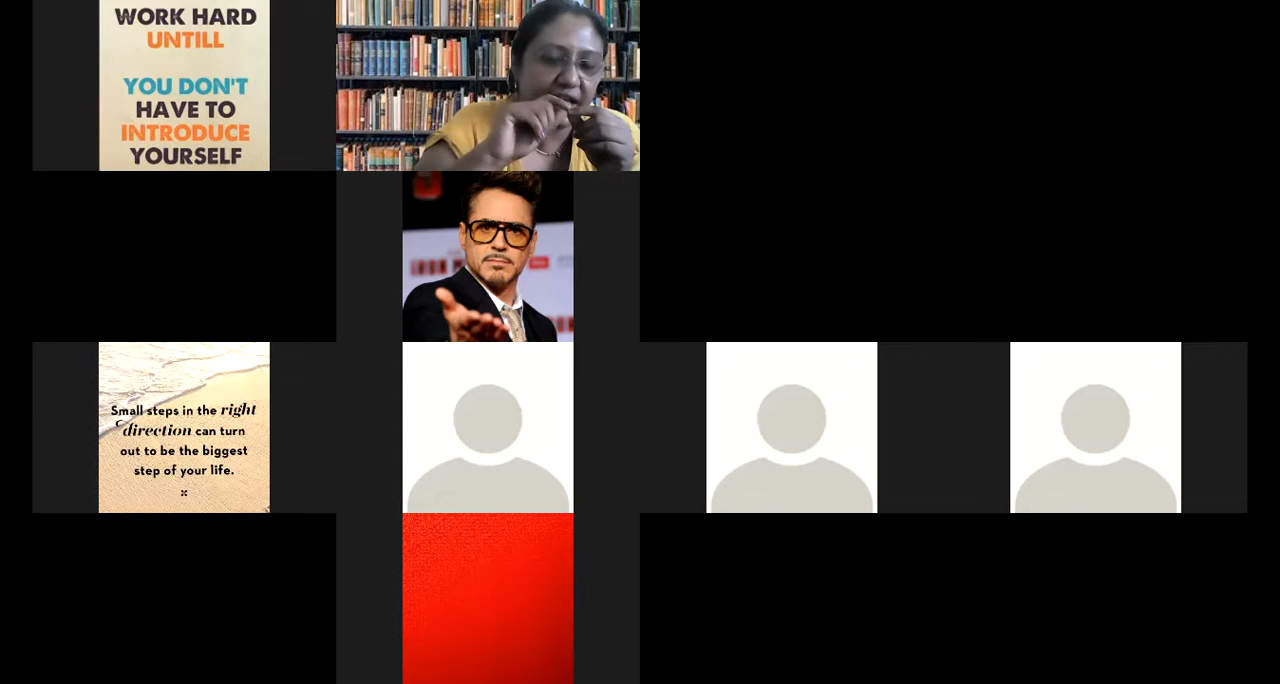 WORK HARD
UNTILL
YOU DON'T
HAVE TO
INTRODUCE
YOURSELF
Small steps in the right
direction can turn
out to be the biggest
step of your life.